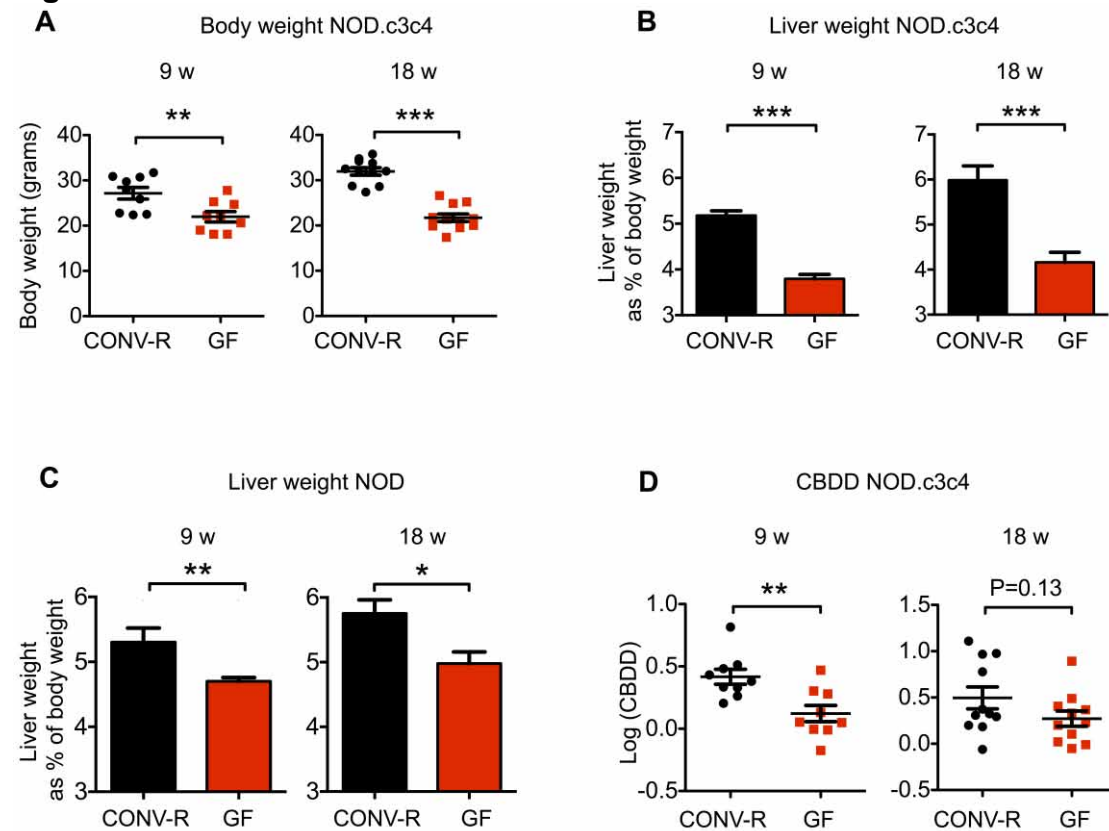 A
Body weight NOD.c3c4
9 w
18 w
**
***
Body weight (grams)
40
30
20
10
0
CONV-R
GF
40
30
20
10
0
CONV-R
GF
B
Liver weight NOD.c3c4
9 w
18 w
***
***
Liver weight
as % of body weight
7
6
5
4
3
CONV-R
GF
7
6
5
4
3
CONV-R
GF
C
Liver weight NOD
9 w
18 w
**
*
Liver weight
as % of body weight
6
5
4
3
CONV-R
GF
6
5
4
3
CONV-R
GF
D
CBDD NOD.c3c4
9 w
18 w
**
P=0.13
Log (CBDD)
1.0
0.5
0.0
-0.5
CONV-R
GF
1.5
1.0
0.5
0.0
-0.5
CONV-R
GF